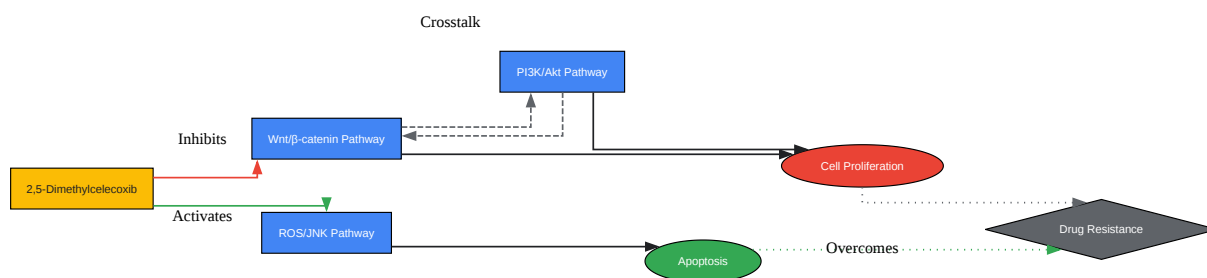 Crosstalk
PI3K/Akt Pathway
Inhibits
Wnt/β-catenin Pathway
Cell Proliferation
2,5-Dimethylcelecoxib
Activates
ROS/JNK Pathway
Drug Resistance
Overcomes
Apoptosis